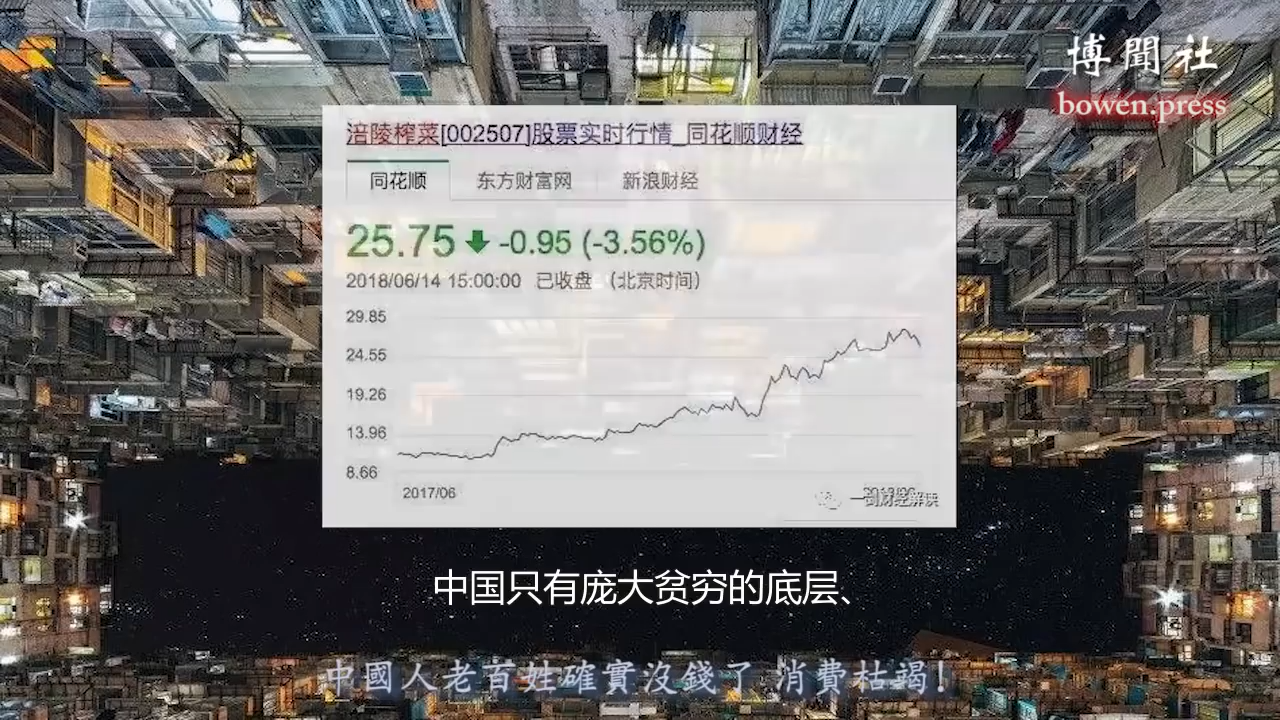 博聞社
bowen.press
涪陵榨菜[002507]股票实时行情_同花顺财经
同花顺 东方财富网 新浪财经
25.75 -0.95 (-3.56%)
2018/06/14 15:00:00 已收盘 (北京时间)
29.85
24.55
19.26
13.96
8.66
2017/06
财经解读
中国只有庞大贫穷的底层、
中國人老百姓確實沒錢了 消費枯竭!